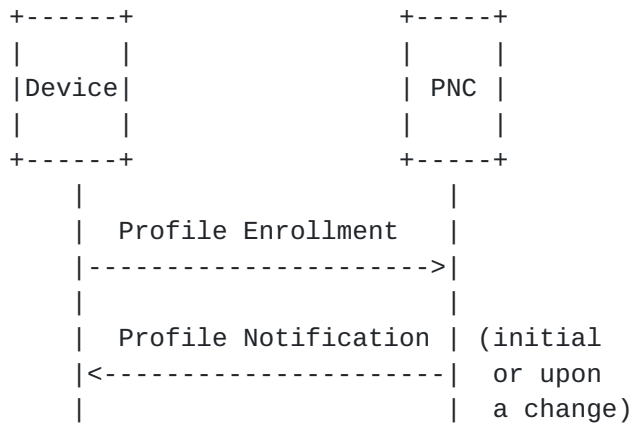 Device PNC
Profile Enrollment
Profile Notification (initial
or upon
a change)